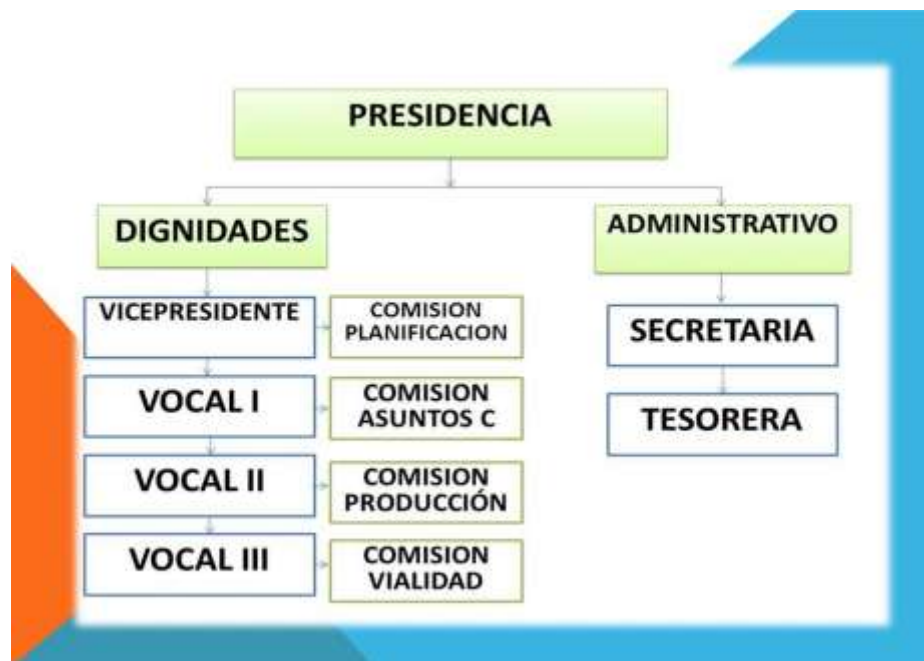 PRESIDENCIA
DIGNIDADES
ADMINISTRATIVO
VICEPRESIDENTE
COMISION
PLANIFICACION
SECRETARIA
VOCAL I
COMISION
ASUNTOS C
TESORERA
VOCAL II
COMISION
PRODUCCIÓN
VOCAL III
COMISION
VIALIDAD